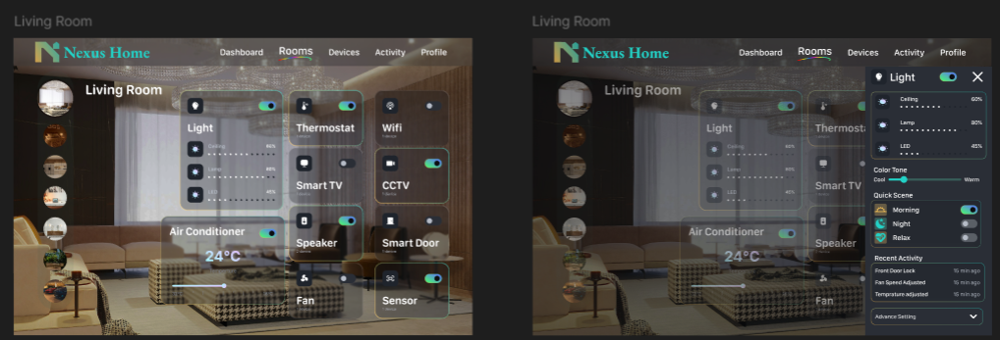 Living Room
Nexus Home
Dashboard
Rooms
Devices
Activity
Profile
Living Room
Light
Ceiling 60%
Lamp 80%
LED 45%
Thermostat
Wifi
Smart TV
CCTV
Air Conditioner
24°C
Speaker
Smart Door
Fan
Sensor
Living Room
Nexus Home
Dashboard
Rooms
Devices
Activity
Profile
Living Room
Light
Ceiling 60%
Lamp 80%
LED 45%
Thermosta
Smart TV
Air Conditioner
24°C
Speaker
Fan
Light
Ceiling 60%
Lamp 80%
LED 45%
Color Tone
Cool Warm
Quick Scene
Morning
Night
Relax
Recent Activity
Front Door Lock 15 min ago
Fan Speed Adjusted 15 min ago
Temprature adjusted 15 min ago
Advance Setting